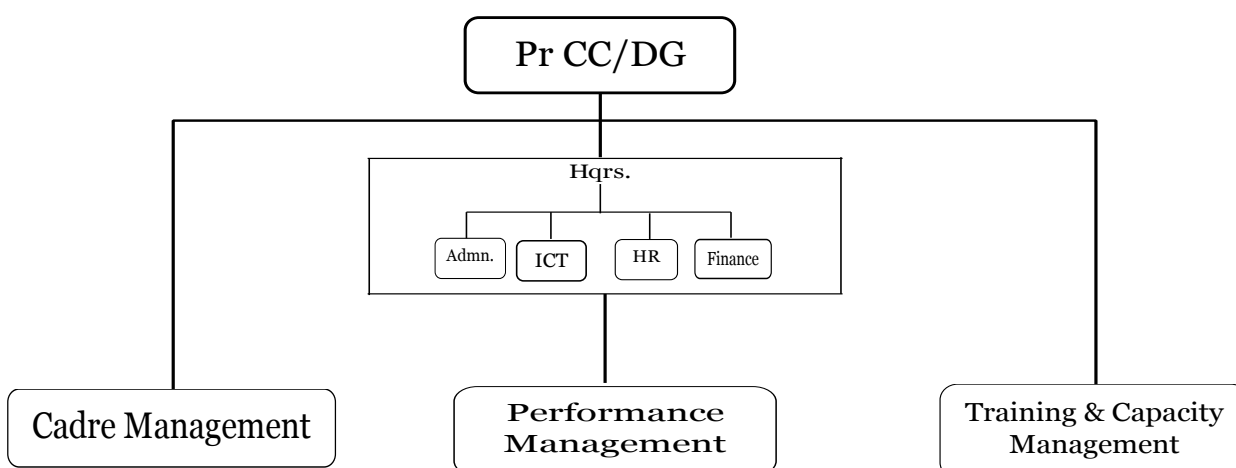 Pr CC/DG
Hqrs.
Admn.
ICT
HR
Finance
Cadre Management
Performance
Management
Training & Capacity
Management